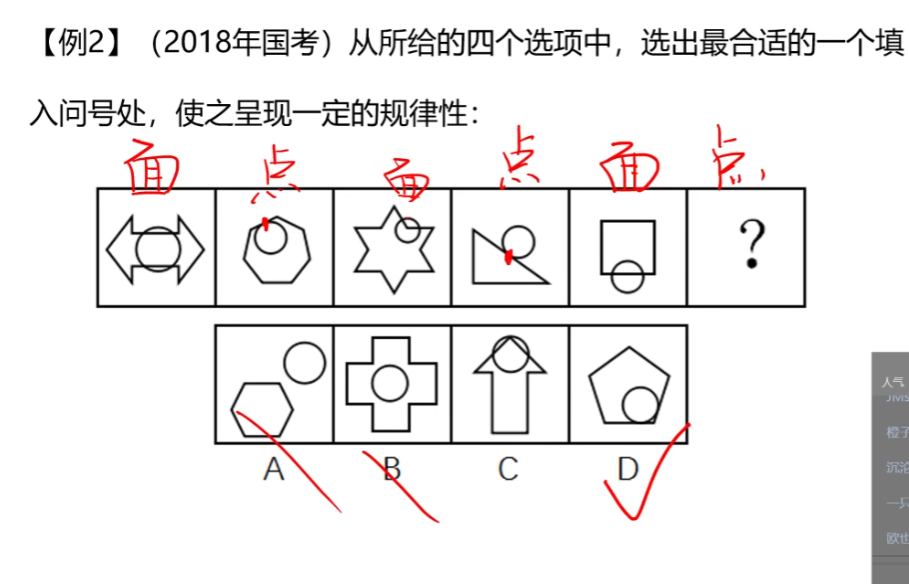 【例2】（2018年国考）从所给的四个选项中，选出最合适的一个填
入问号处，使之呈现一定的规律性：
面 点 面 点 面 点
?
人气
橙子
沉沦
一只
欧世
A B C D